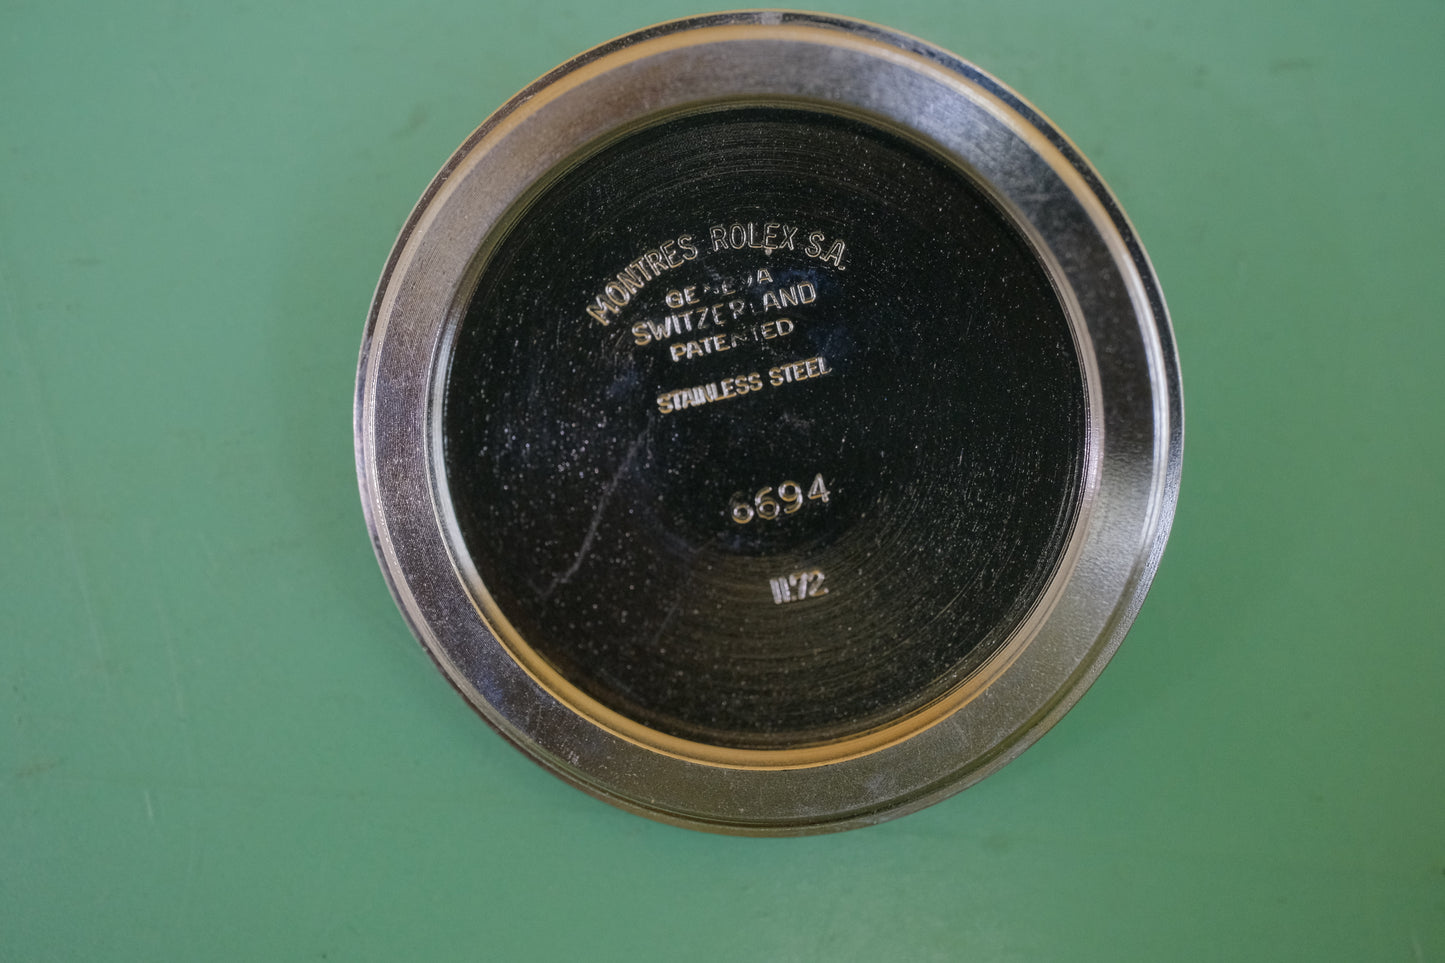 MONTRES ROLEX S.A.
GENEVA
SWITZERLAND
PATENTED
STAINLESS STEEL
6694
II.72